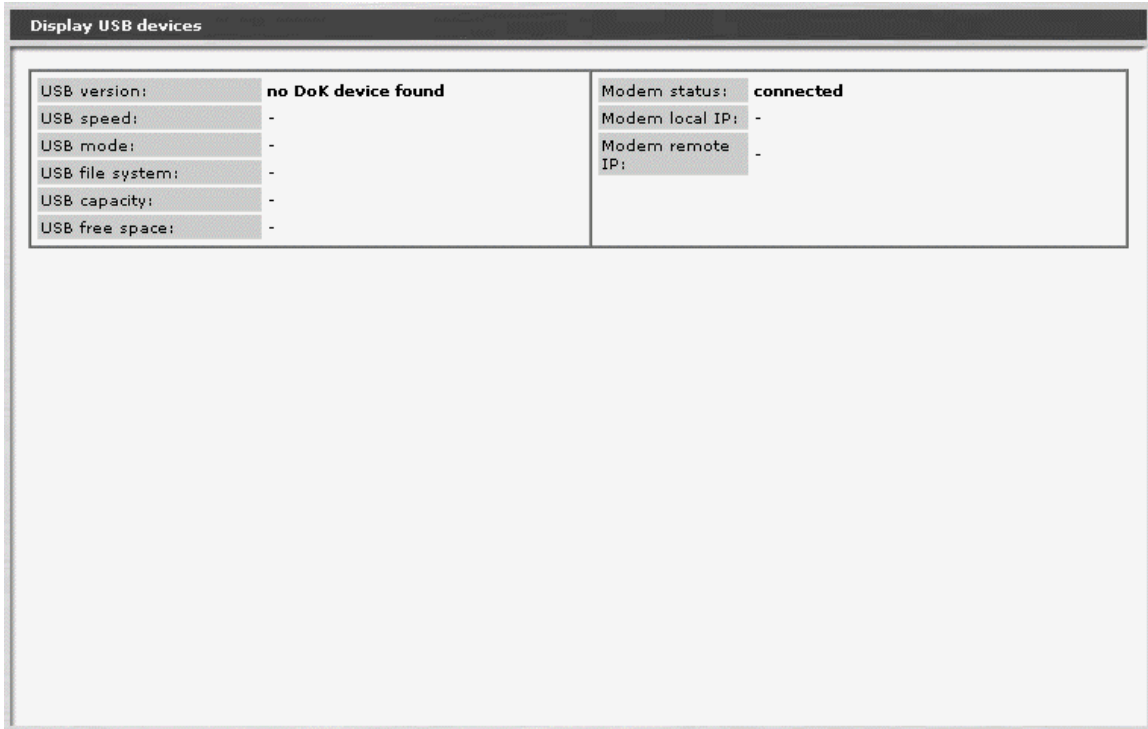 Display USB devices
USB version: no DoK device found
USB speed: -
USB mode: -
USB file system: -
USB capacity: -
USB free space: -
Modem status: connected
Modem local IP: -
Modem remote
IP: -